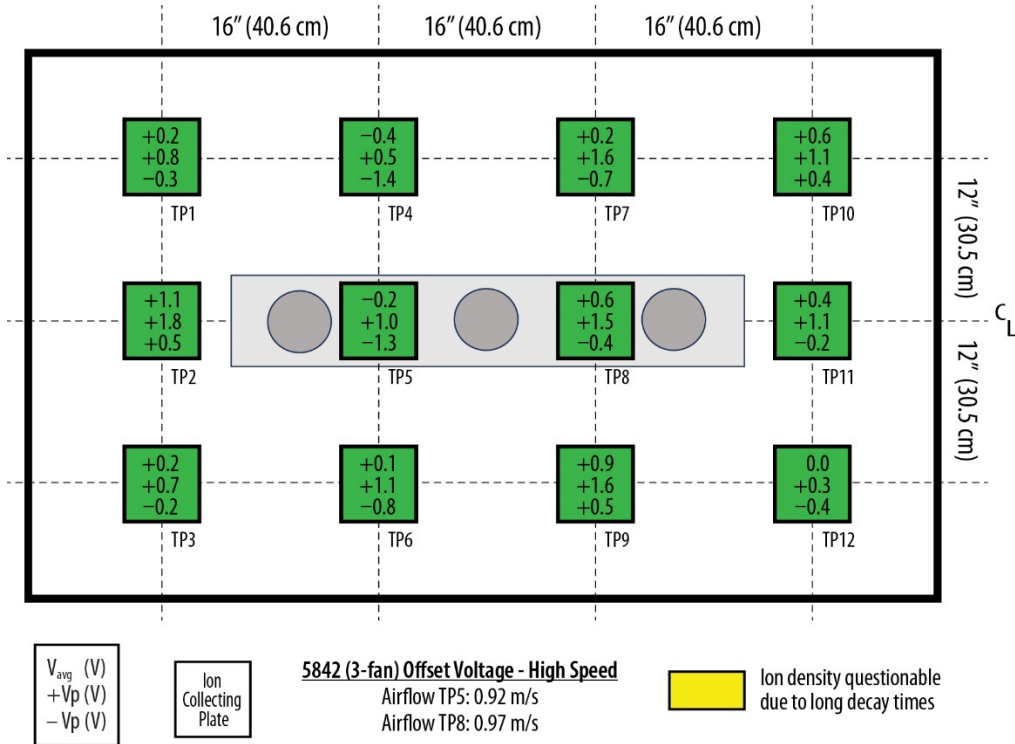 16” (40.6 cm) 16” (40.6 cm) 16” (40.6 cm)
+0.2
+0.8
−0.3
TP1
−0.4
+0.5
−1.4
TP4
+0.2
+1.6
−0.7
TP7
+0.6
+1.1
+0.4
TP10
12” (30.5 cm)
+1.1
+1.8
+0.5
TP2
−0.2
+1.0
−1.3
TP5
+0.6
+1.5
−0.4
TP8
+0.4
+1.1
−0.2
TP11
CL
12” (30.5 cm)
+0.2
+0.7
−0.2
TP3
+0.1
+1.1
−0.8
TP6
+0.9
+1.6
+0.5
TP9
0.0
+0.3
−0.4
TP12
Vavg (V)
+Vp (V)
− Vp (V)
Ion
Collecting
Plate
5842 (3-fan) Offset Voltage - High Speed
Airflow TP5: 0.92 m/s
Airflow TP8: 0.97 m/s
Ion density questionable
due to long decay times